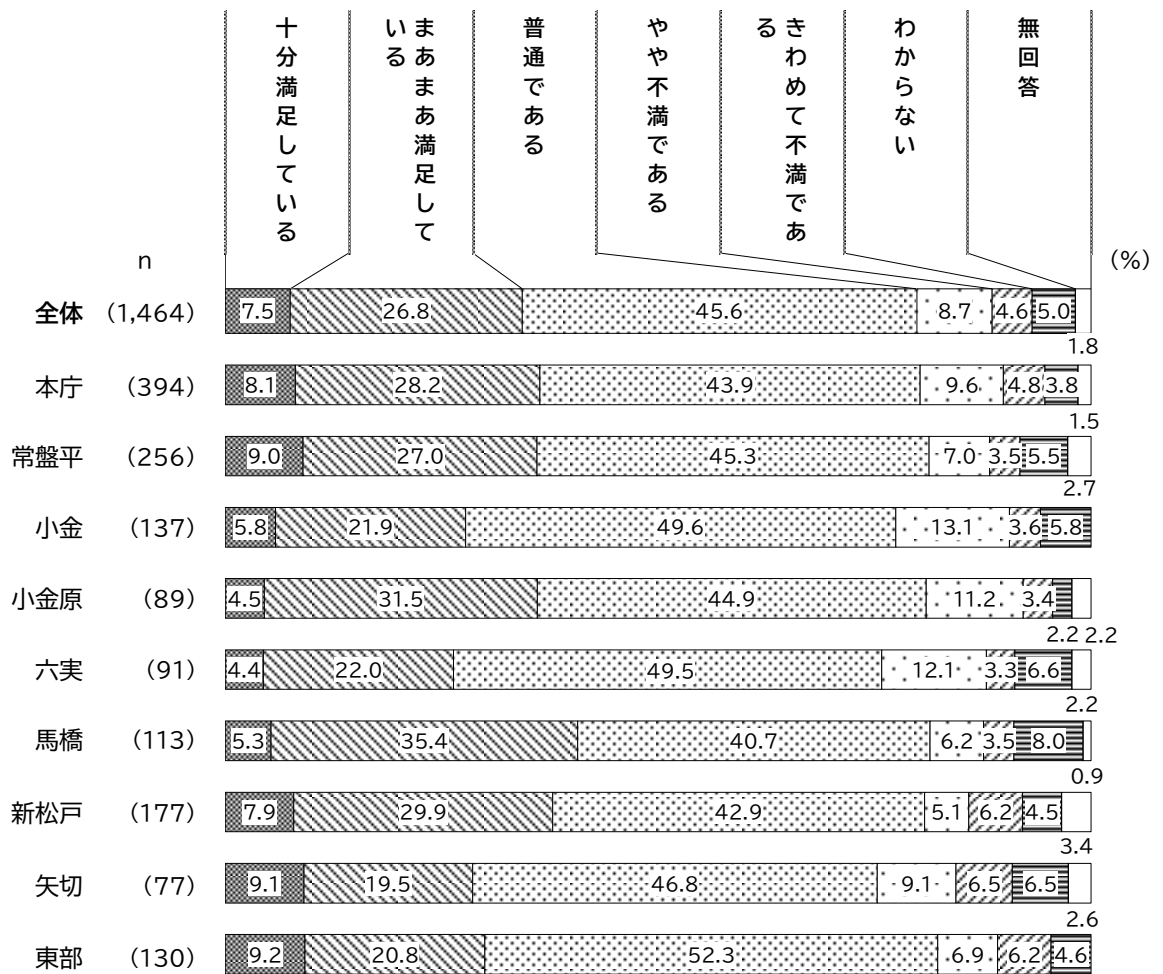 十分満足している
まあまあ満足して
いる
普通である
やや不満である
きわめて不満であ
る
わからない
無回答
n
(%)
全体 (1,464) 7.5 26.8 45.6 8.7 4.6 5.0
1.8
本庁 (394) 8.1 28.2 43.9 9.6 4.8 3.8
1.5
常盤平 (256) 9.0 27.0 45.3 7.0 3.5 5.5
2.7
小金 (137) 5.8 21.9 49.6 13.1 3.6 5.8
小金原 (89) 4.5 31.5 44.9 11.2 3.4
2.2 2.2
六実 (91) 4.4 22.0 49.5 12.1 3.3 6.6
2.2
馬橋 (113) 5.3 35.4 40.7 6.2 3.5 8.0
0.9
新松戸 (177) 7.9 29.9 42.9 5.1 6.2 4.5
3.4
矢切 (77) 9.1 19.5 46.8 9.1 6.5 6.5
2.6
東部 (130) 9.2 20.8 52.3 6.9 6.2 4.6